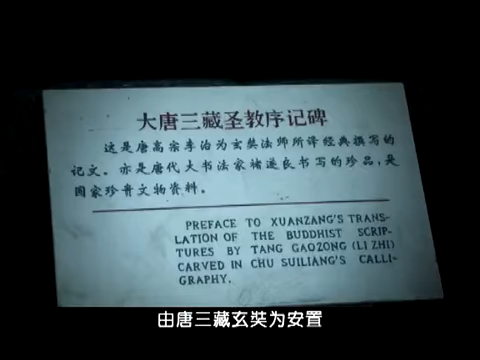 大唐三藏圣教序记碑
这是唐高宗李治为玄奘法师所译经典撰写的
记文。亦是唐代大书法家褚遂良书写的珍品,是
国家珍贵文物资料。
PREFACE TO XUANZANG'S TRANS-
LATION OF THE BUDDHIST SCRIP-
TURES BY TANG GAOZONG (LI ZHI)
CARVED IN CHU SUILIANG'S CALLI-
GRAPHY.
由唐三藏玄奘为安置